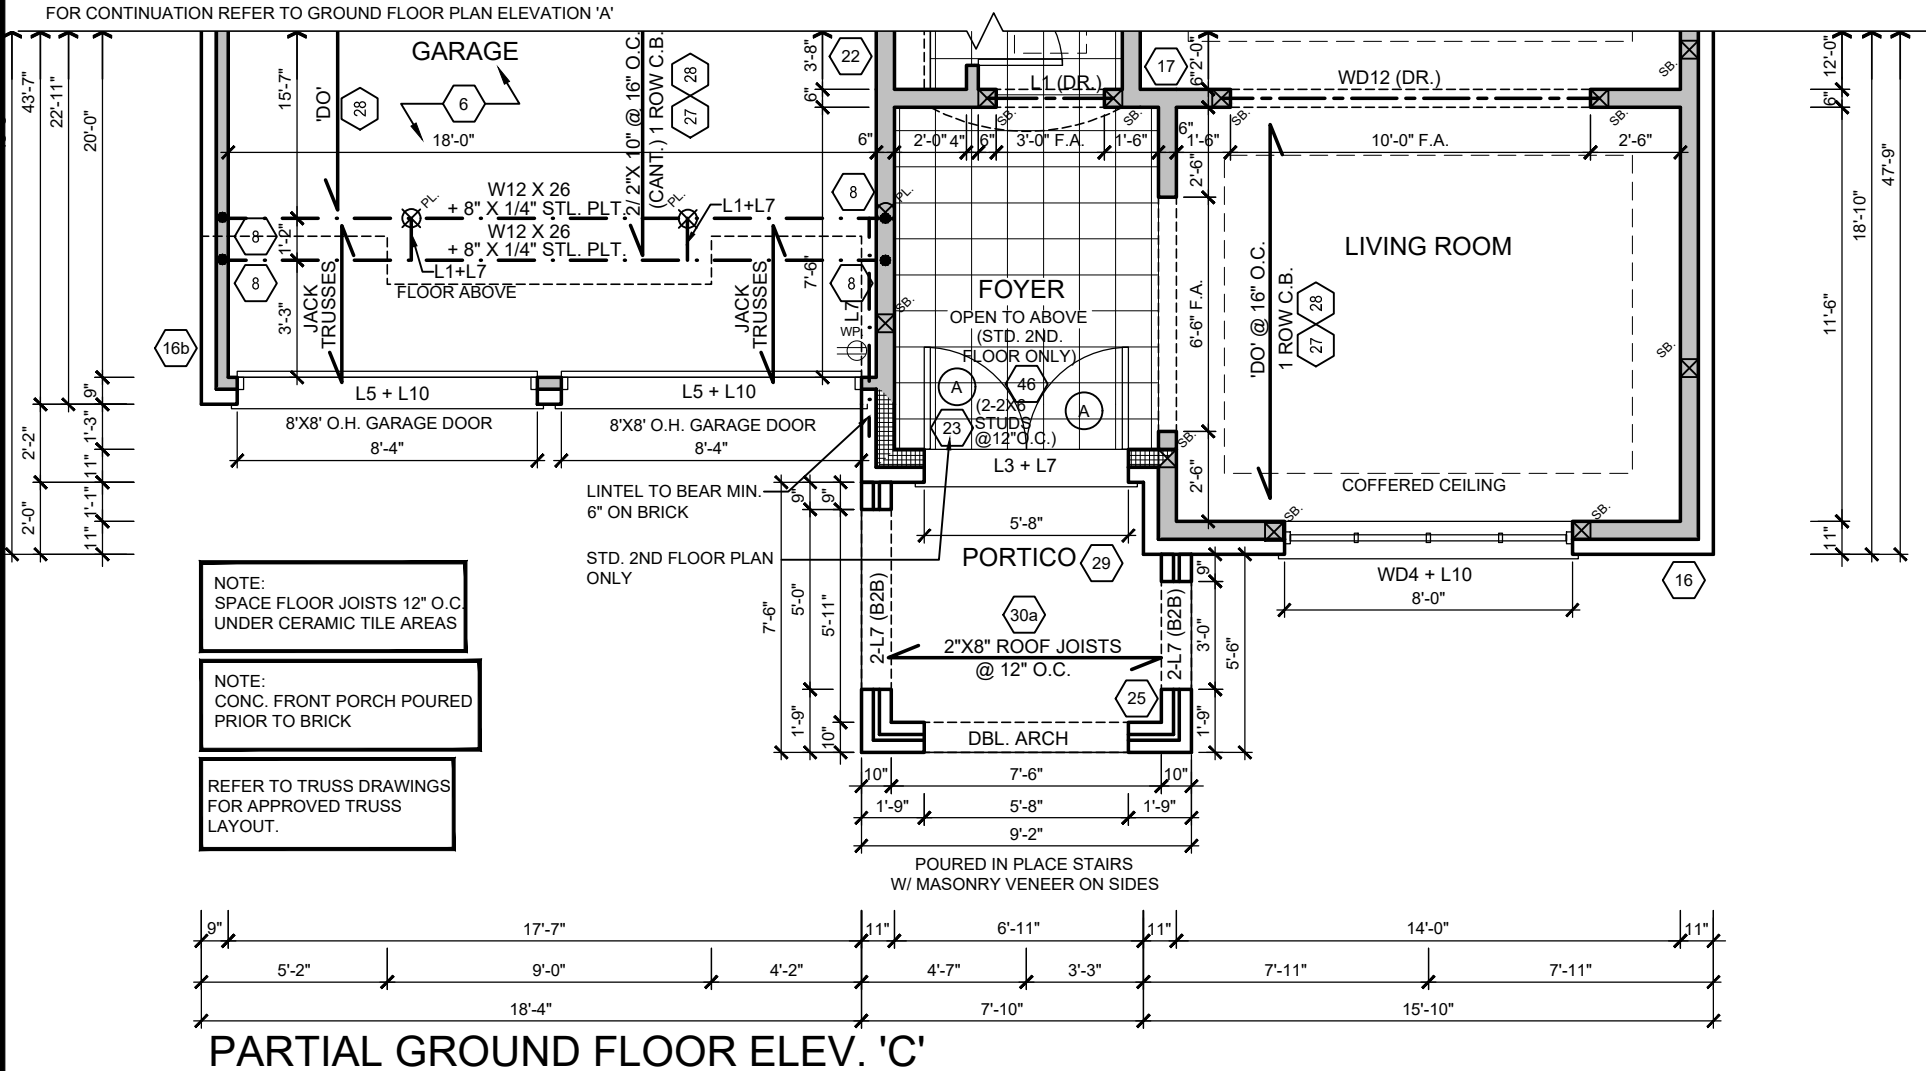 FOR CONTINUATION REFER TO GROUND FLOOR PLAN ELEVATION 'A'
43'-7"
22'-11"
20'-0"
9"
1'-3"
11"
1'-1"
11"
2'-2"
2'-0"
GARAGE
15'-7"
'DO'
28
6
18'-0"
2/ 2"X 10" @ 16" O.C.
(CANT.) 1 ROW C.B.
28
27
3'-8"
6"
22
6"
W12 X 26
+ 8" X 1/4" STL. PLT.
W12 X 26
+ 8" X 1/4" STL. PLT.
PL.
PL.
PL.
L1+L7
L1+L7
FLOOR ABOVE
8
8
8
8
1'-2"
3'-3"
7'-6"
JACK
TRUSSES
JACK
TRUSSES
L7
WP
SB.
16b
L5 + L10
L5 + L10
8'X8' O.H. GARAGE DOOR
8'X8' O.H. GARAGE DOOR
8'-4"
8'-4"
L1 (DR.)
17
6"
2'-0"
SB.
SB.
SB.
SB.
SB.
SB.
2'-0"
4"
6"
3'-0" F.A.
1'-6"
6"
1'-6"
WD12 (DR.)
10'-0" F.A.
2'-6"
2'-6"
6'-6" F.A.
2'-6"
FOYER
OPEN TO ABOVE
(STD. 2ND.
FLOOR ONLY)
A
46
A
23
(2-2X6
STUDS
@12"O.C.)
L3 + L7
5'-8"
LIVING ROOM
'DO' @ 16" O.C.
1 ROW C.B.
28
27
COFFERED CEILING
SB.
SB.
SB.
12'-0"
6"
11'-6"
11"
18'-10"
47'-9"
WD4 + L10
8'-0"
16
LINTEL TO BEAR MIN.
6" ON BRICK
STD. 2ND FLOOR PLAN
ONLY
PORTICO
29
30a
2"X8" ROOF JOISTS
@ 12" O.C.
25
2-L7 (B2B)
2-L7 (B2B)
DBL. ARCH
7'-6"
9"
5'-0"
1'-9"
9"
5'-11"
10"
9"
3'-0"
1'-9"
5'-6"
10"
7'-6"
10"
1'-9"
5'-8"
1'-9"
9'-2"
POURED IN PLACE STAIRS
W/ MASONRY VENEER ON SIDES
NOTE:
SPACE FLOOR JOISTS 12" O.C.
UNDER CERAMIC TILE AREAS
NOTE:
CONC. FRONT PORCH POURED
PRIOR TO BRICK
REFER TO TRUSS DRAWINGS
FOR APPROVED TRUSS
LAYOUT.
9"
17'-7"
11"
6'-11"
11"
14'-0"
11"
5'-2"
9'-0"
4'-2"
4'-7"
3'-3"
7'-11"
7'-11"
18'-4"
7'-10"
15'-10"
PARTIAL GROUND FLOOR ELEV. 'C'